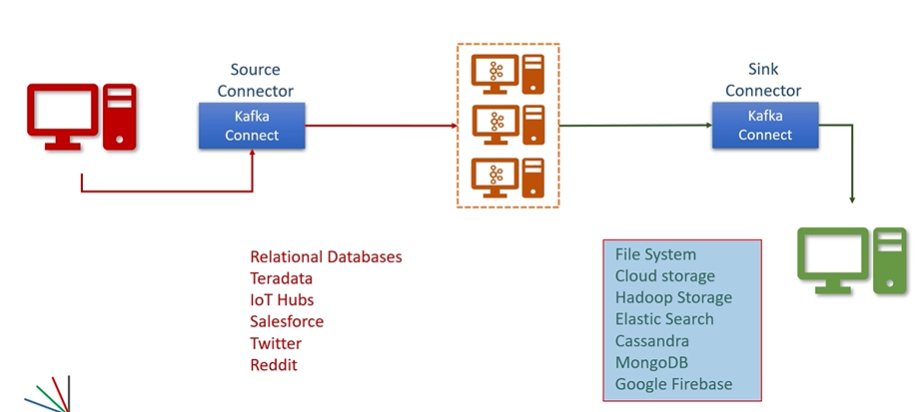 Source
Connector
Kafka
Connect
Sink
Connector
Kafka
Connect
Relational Databases
Teradata
IoT Hubs
Salesforce
Twitter
Reddit
File System
Cloud storage
Hadoop Storage
Elastic Search
Cassandra
MongoDB
Google Firebase